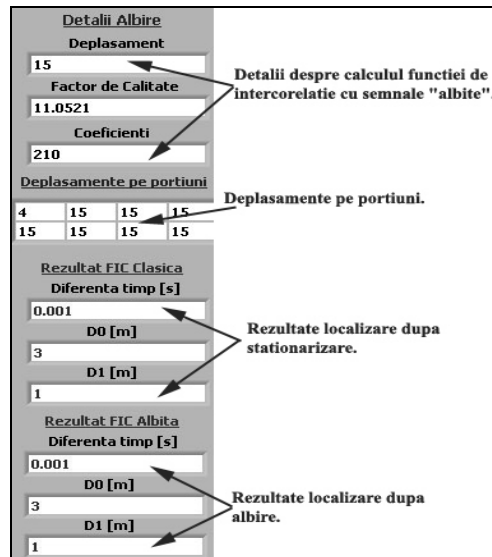 Detalii Albire
Deplasament
15
Factor de Calitate
11.0521
Coeficienti
210
Detalii despre calculul functiei de
intercorelatie cu semnale "albite".
Deplasamente pe portiuni
4 15 15 15
15 15 15 15
Deplasamente pe portiuni.
Rezultat FIC Clasica
Diferenta timp [s]
0.001
D0 [m]
3
D1 [m]
1
Rezultate localizare dupa
stationarizare.
Rezultat FIC Albita
Diferenta timp [s]
0.001
D0 [m]
3
D1 [m]
1
Rezultate localizare dupa
albire.